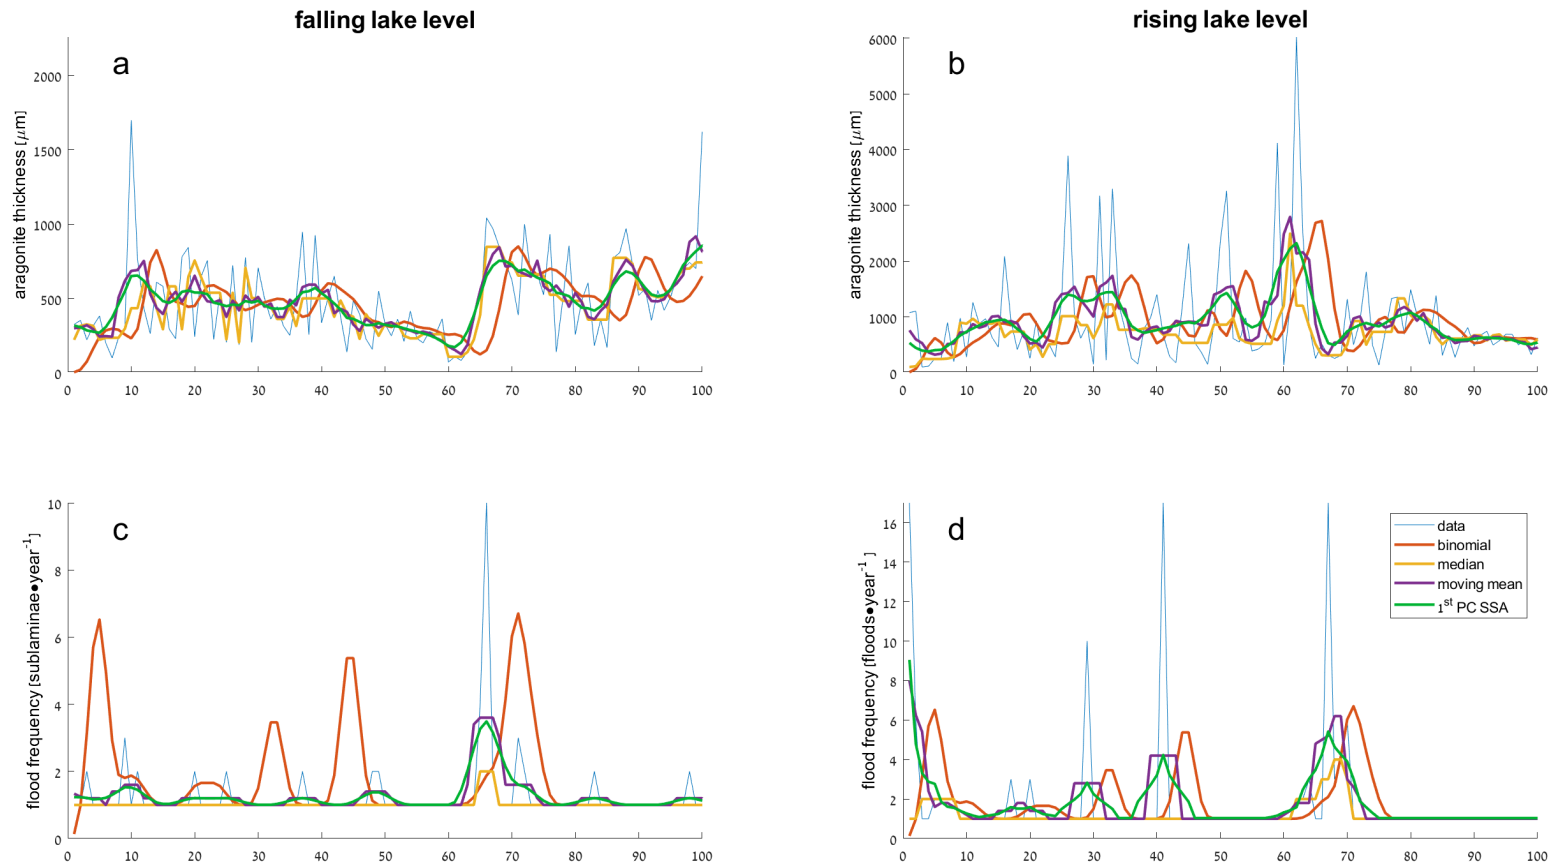 falling lake level
rising lake level
a
aragonite thickness [μm]
2000
1500
1000
500
0
0 10 20 30 40 50 60 70 80 90 100
b
aragonite thickness [μm]
6000
5000
4000
3000
2000
1000
0
0 10 20 30 40 50 60 70 80 90 100
c
flood frequency [sublaminae•year⁻¹]
10
8
6
4
2
0
0 10 20 30 40 50 60 70 80 90 100
d
flood frequency [floods•year⁻¹]
16
14
12
10
8
6
4
2
0
0 10 20 30 40 50 60 70 80 90 100
data
binomial
median
moving mean
1ˢᵗ PC SSA